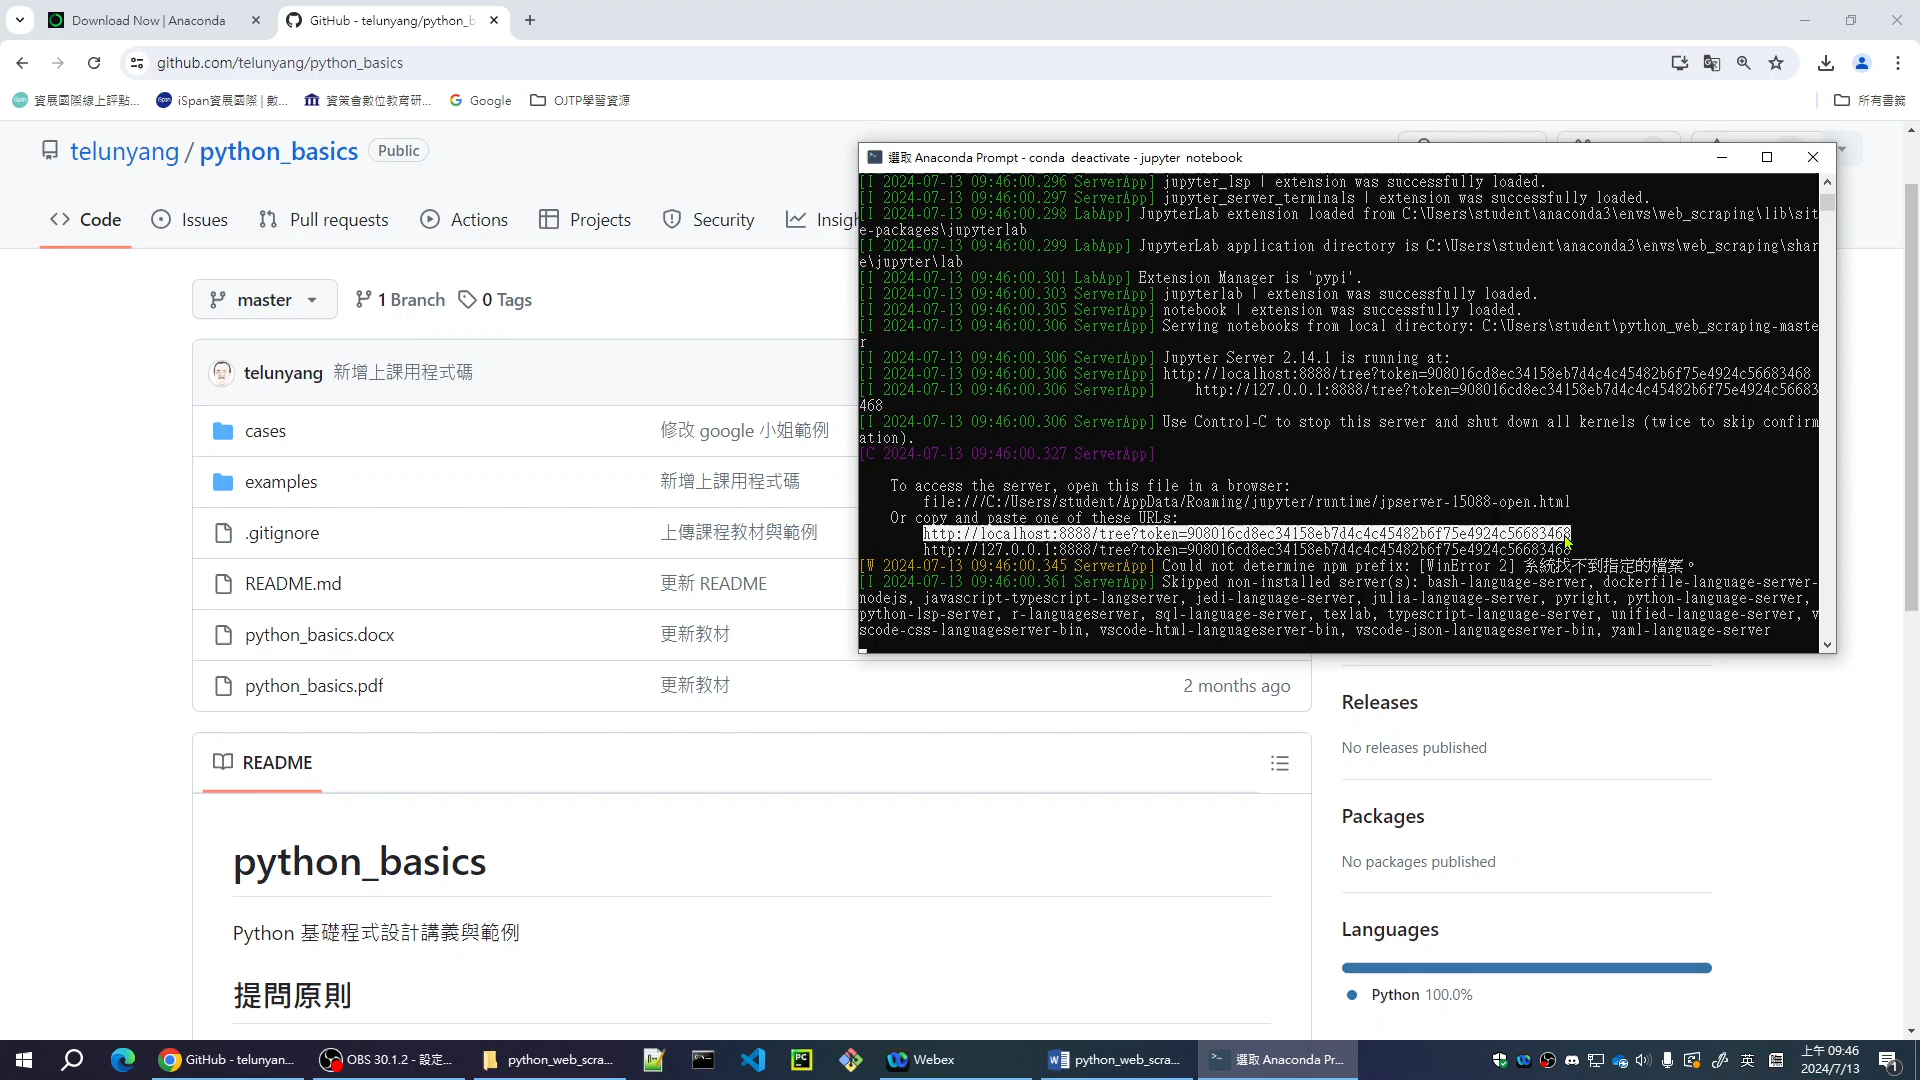 Download Now | Anaconda
GitHub - telunyang/python_b
github.com/telunyang/python_basics
資展國際線上評點...
iSpan資展國際 | 數...
資策會數位教育研...
Google
OJTP學習資源
所有書籤
telunyang / python_basics
Public
Code
Issues
Pull requests
Actions
Projects
Security
Insigh
master
1 Branch
0 Tags
telunyang 新增上課用程式碼
cases 修改 google 小姐範例
examples 新增上課用程式碼
.gitignore 上傳課程教材與範例
README.md 更新 README
python_basics.docx 更新教材
python_basics.pdf 更新教材 2 months ago
README
python_basics
Python 基礎程式設計講義與範例
提問原則
選取 Anaconda Prompt - conda deactivate - jupyter notebook
[I 2024-07-13 09:46:00.296 ServerApp] jupyter_lsp | extension was successfully loaded.
[I 2024-07-13 09:46:00.297 ServerApp] jupyter_server_terminals | extension was successfully loaded.
[I 2024-07-13 09:46:00.298 LabApp] JupyterLab extension loaded from C:\Users\student\anaconda3\envs\web_scraping\lib\sit
e-packages\jupyterlab
[I 2024-07-13 09:46:00.299 LabApp] JupyterLab application directory is C:\Users\student\anaconda3\envs\web_scraping\shar
e\jupyter\lab
[I 2024-07-13 09:46:00.301 LabApp] Extension Manager is 'pypi'.
[I 2024-07-13 09:46:00.303 ServerApp] jupyterlab | extension was successfully loaded.
[I 2024-07-13 09:46:00.305 ServerApp] notebook | extension was successfully loaded.
[I 2024-07-13 09:46:00.306 ServerApp] Serving notebooks from local directory: C:\Users\student\python_web_scraping-maste
r
[I 2024-07-13 09:46:00.306 ServerApp] Jupyter Server 2.14.1 is running at:
[I 2024-07-13 09:46:00.306 ServerApp] http://localhost:8888/tree?token=908016cd8ec34158eb7d4c4c45482b6f75e4924c56683468
[I 2024-07-13 09:46:00.306 ServerApp]     http://127.0.0.1:8888/tree?token=908016cd8ec34158eb7d4c4c45482b6f75e4924c56683
468
[I 2024-07-13 09:46:00.306 ServerApp] Use Control-C to stop this server and shut down all kernels (twice to skip confirm
ation).
[C 2024-07-13 09:46:00.327 ServerApp]
To access the server, open this file in a browser:
file:///C:/Users/student/AppData/Roaming/jupyter/runtime/jpserver-15088-open.html
Or copy and paste one of these URLs:
http://localhost:8888/tree?token=908016cd8ec34158eb7d4c4c45482b6f75e4924c56683468
http://127.0.0.1:8888/tree?token=908016cd8ec34158eb7d4c4c45482b6f75e4924c56683468
[W 2024-07-13 09:46:00.345 ServerApp] Could not determine npm prefix: [WinError 2] 系統找不到指定的檔案。
[I 2024-07-13 09:46:00.361 ServerApp] Skipped non-installed server(s): bash-language-server, dockerfile-language-server-
nodejs, javascript-typescript-langserver, jedi-language-server, julia-language-server, pyright, python-language-server,
python-lsp-server, r-languageserver, sql-language-server, texlab, typescript-language-server, unified-language-server, v
scode-css-languageserver-bin, vscode-html-languageserver-bin, vscode-json-languageserver-bin, yaml-language-server
Releases
No releases published
Packages
No packages published
Languages
Python 100.0%
GitHub - telunyan...
OBS 30.1.2 - 設定...
python_web_scra...
Webex
python_web_scra...
選取 Anaconda Pr...
英
上午 09:46
2024/7/13
1